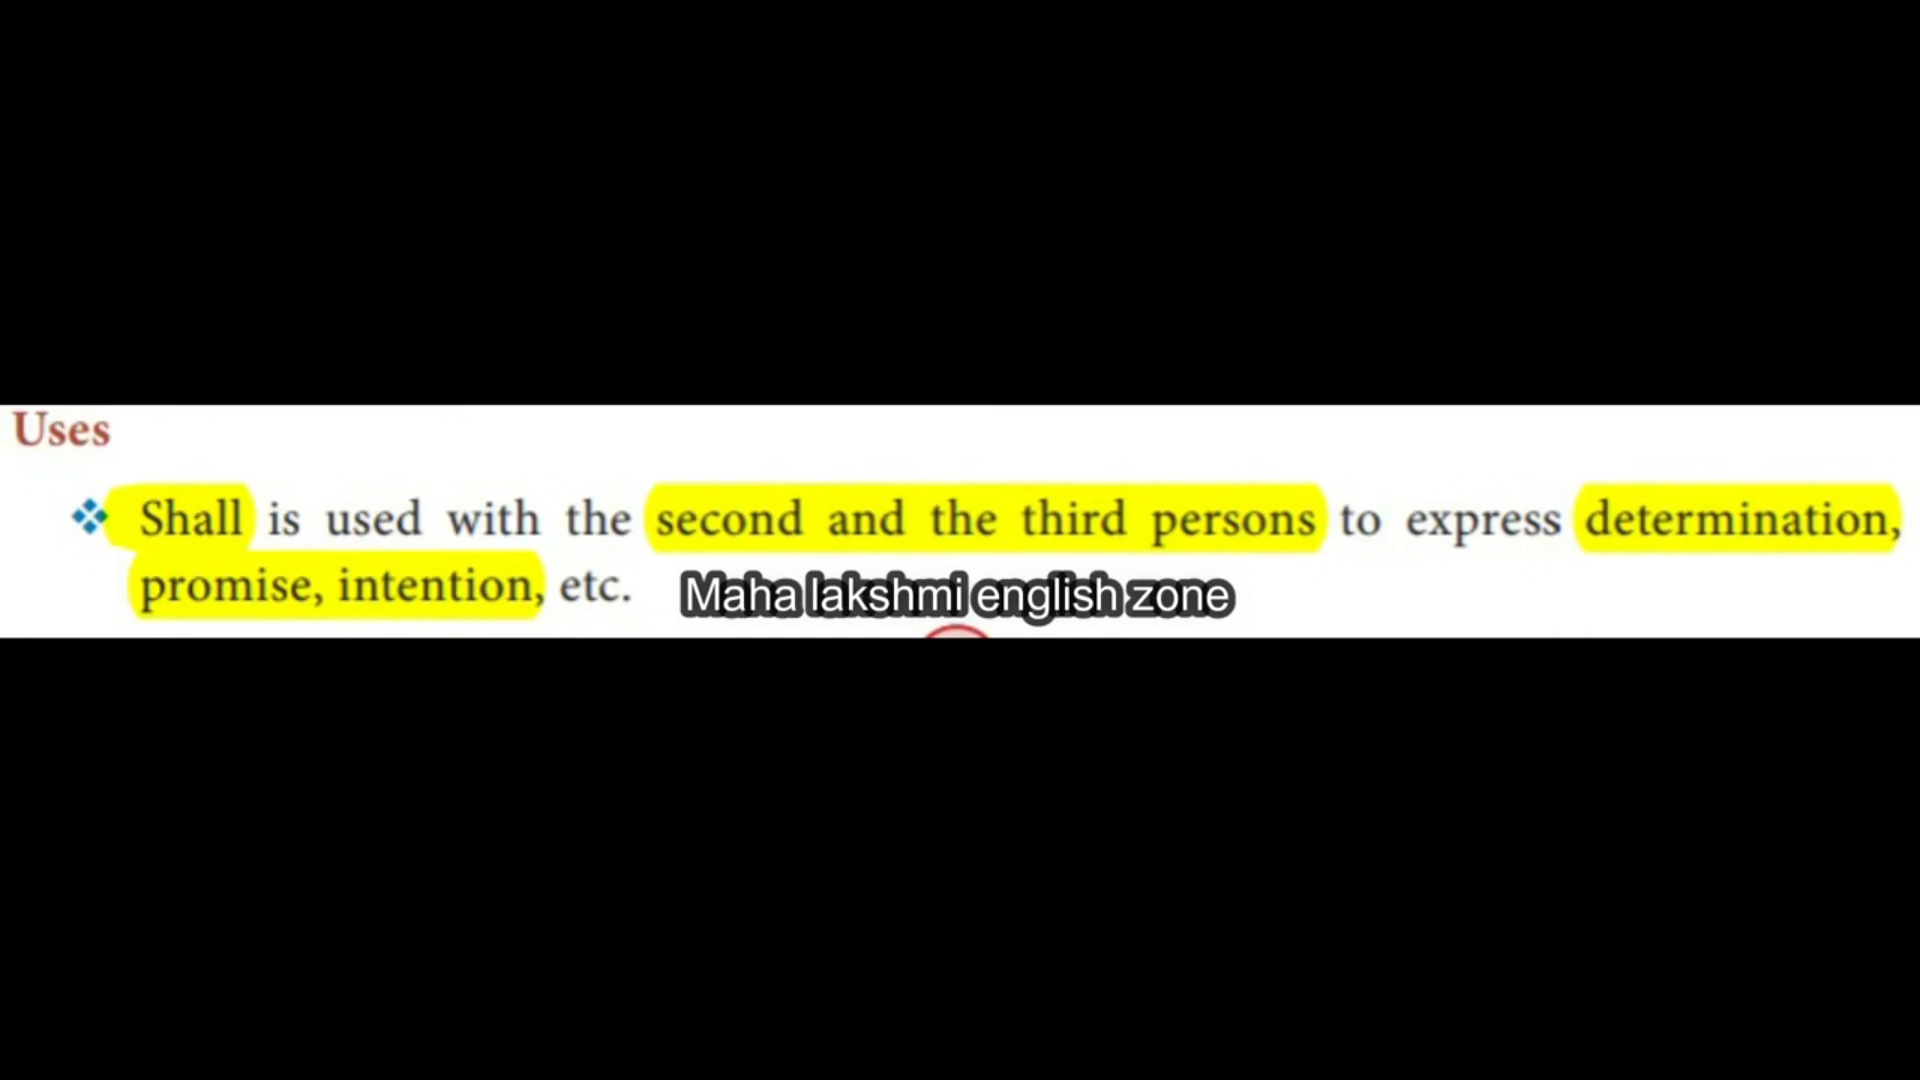 Uses
❖ Shall is used with the second and the third persons to express determination,
promise, intention, etc.
Maha lakshmi english zone